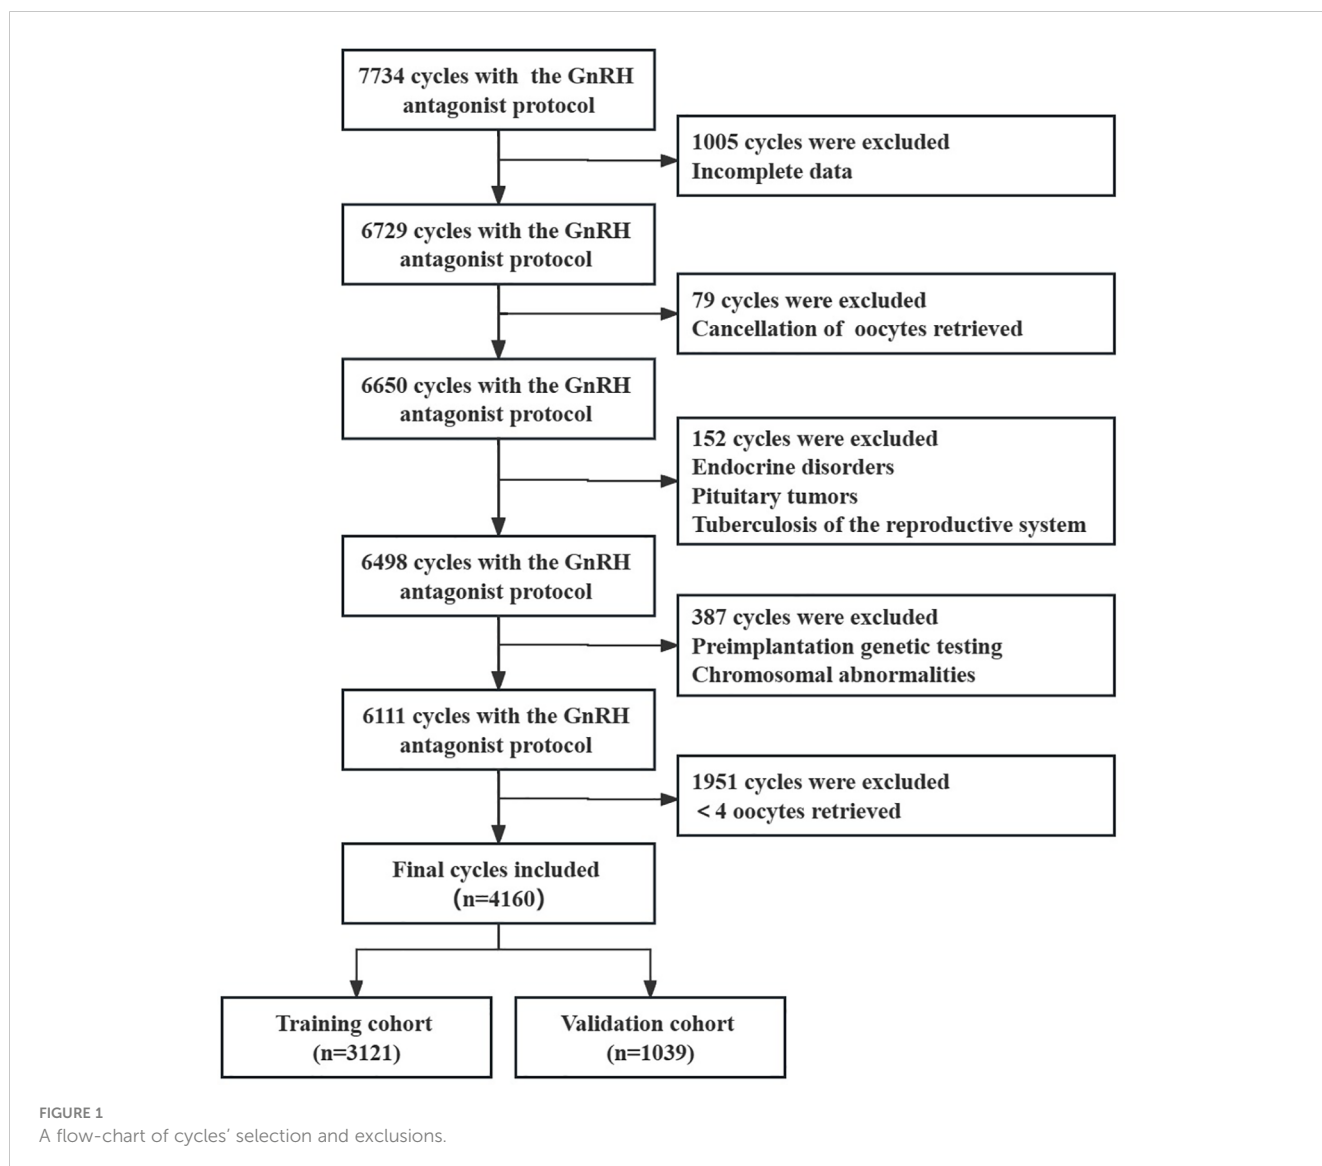 7734 cycles with the GnRH
antagonist protocol
1005 cycles were excluded
Incomplete data
6729 cycles with the GnRH
antagonist protocol
79 cycles were excluded
Cancellation of oocytes retrieved
6650 cycles with the GnRH
antagonist protocol
152 cycles were excluded
Endocrine disorders
Pituitary tumors
Tuberculosis of the reproductive system
6498 cycles with the GnRH
antagonist protocol
387 cycles were excluded
Preimplantation genetic testing
Chromosomal abnormalities
6111 cycles with the GnRH
antagonist protocol
1951 cycles were excluded
< 4 oocytes retrieved
Final cycles included
(n=4160)
Training cohort
(n=3121)
Validation cohort
(n=1039)
FIGURE 1
A flow-chart of cycles’ selection and exclusions.